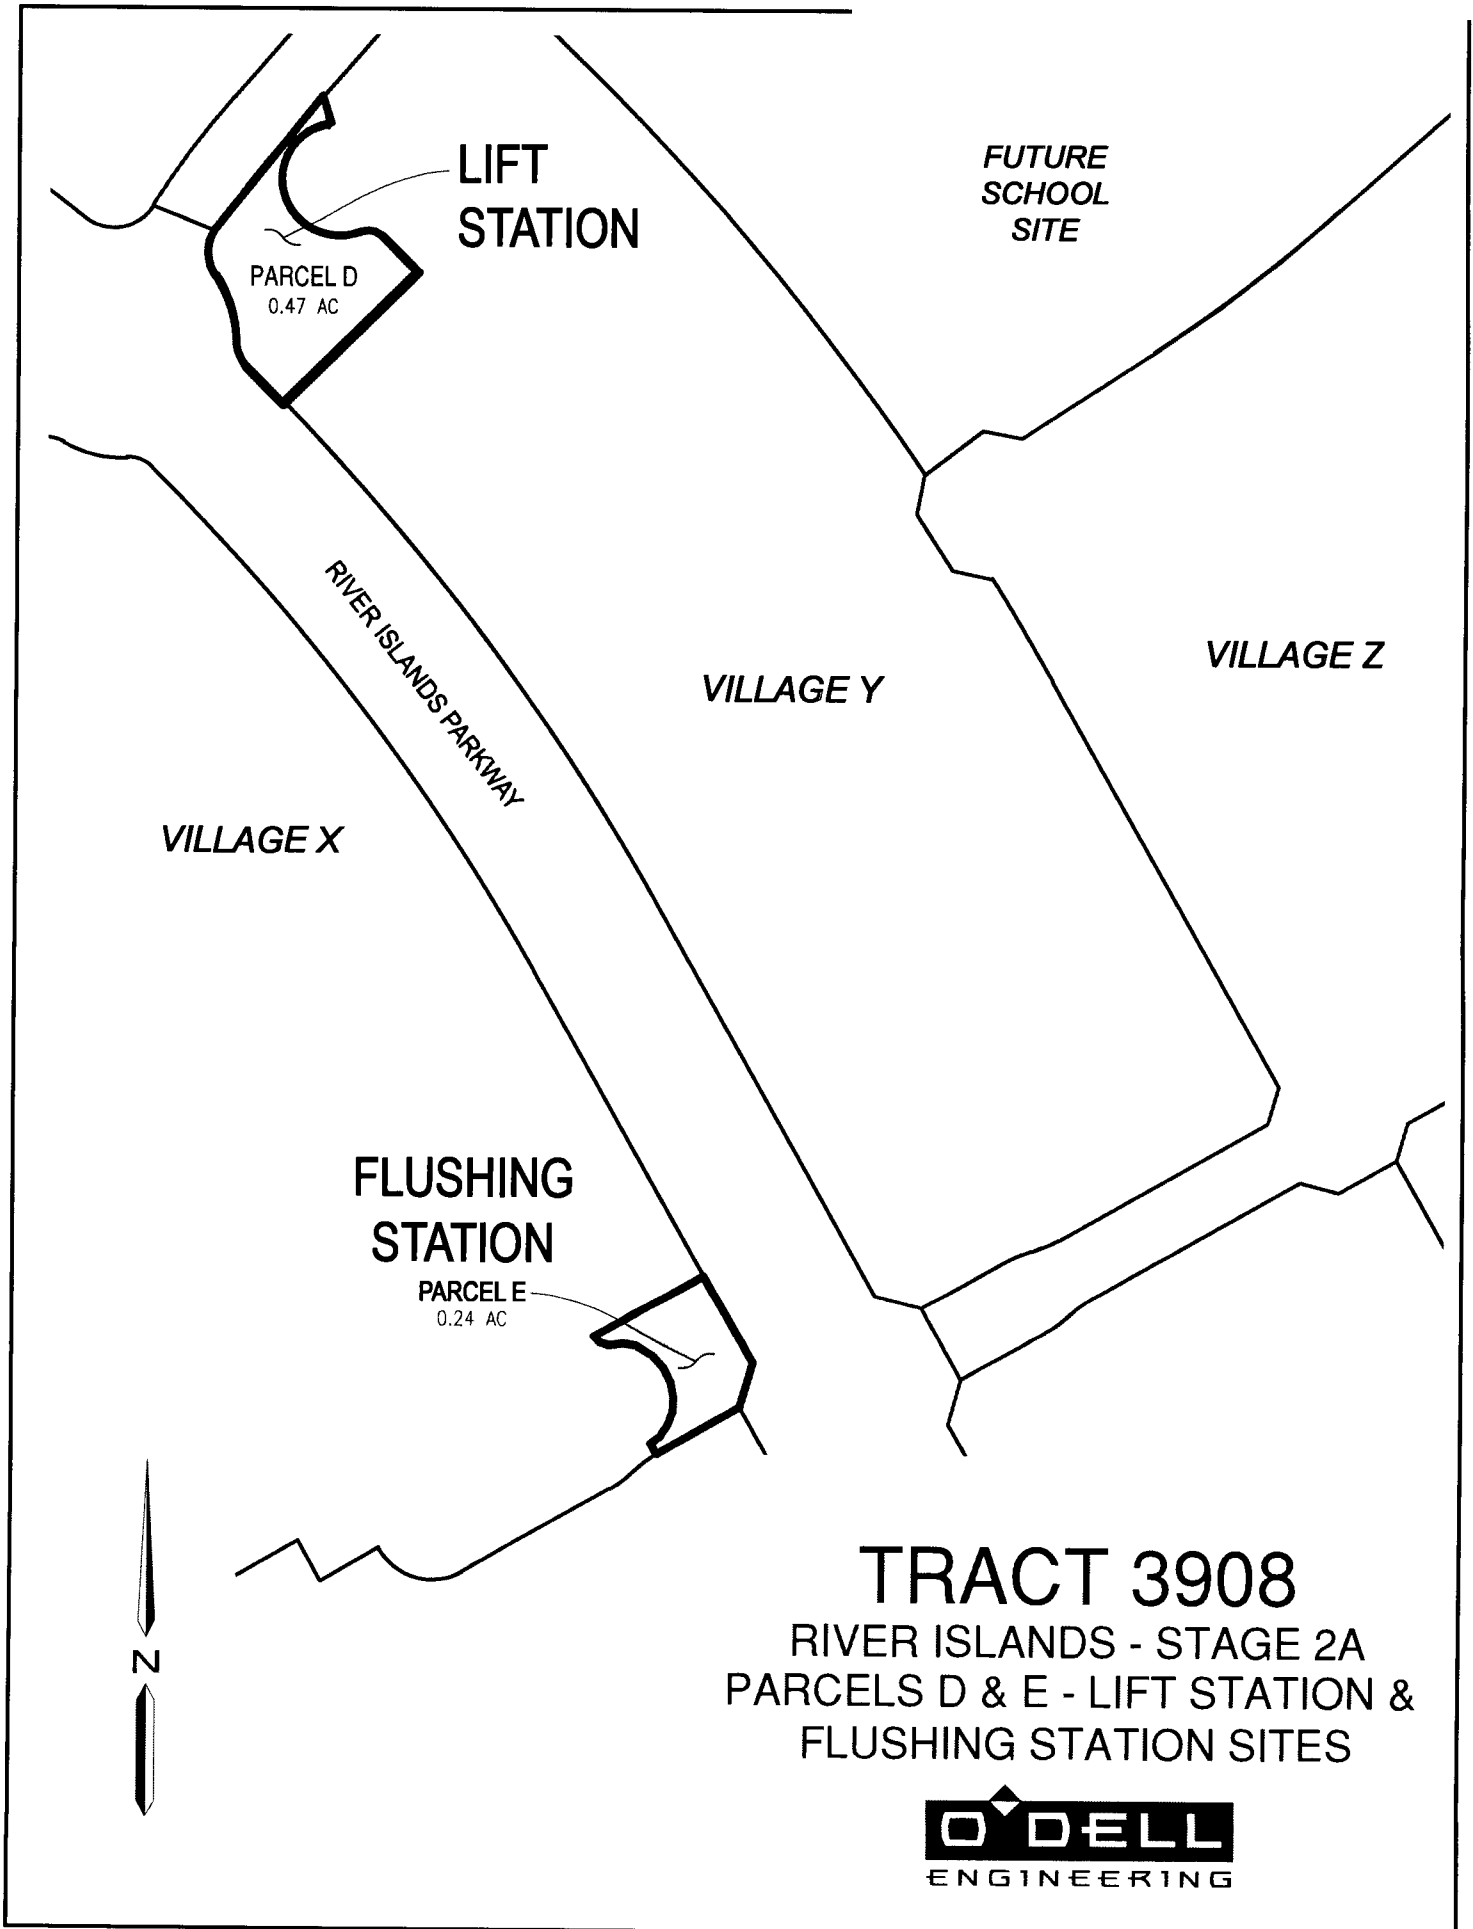 LIFT
STATION
FUTURE
SCHOOL
SITE
PARCEL D
0.47 AC
RIVER ISLANDS PARKWAY
VILLAGE Z
VILLAGE Y
VILLAGE X
FLUSHING
STATION
PARCEL E
0.24 AC
N
TRACT 3908
RIVER ISLANDS - STAGE 2A
PARCELS D & E - LIFT STATION &
FLUSHING STATION SITES
O'DELL
ENGINEERING